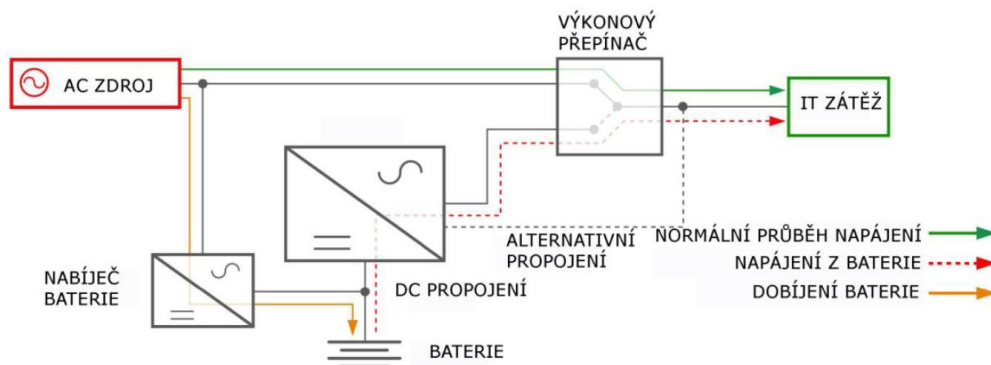 VÝKONOVÝ
PŘEPÍNAČ
AC ZDROJ
IT ZÁTĚŽ
ALTERNATIVNÍ
PROPOJENÍ
NORMÁLNÍ PRŮBĚH NAPÁJENÍ
NAPÁJENÍ Z BATERIE
DOBÍJENÍ BATERIE
NABÍJEČ
BATERIE
DC PROPOJENÍ
BATERIE